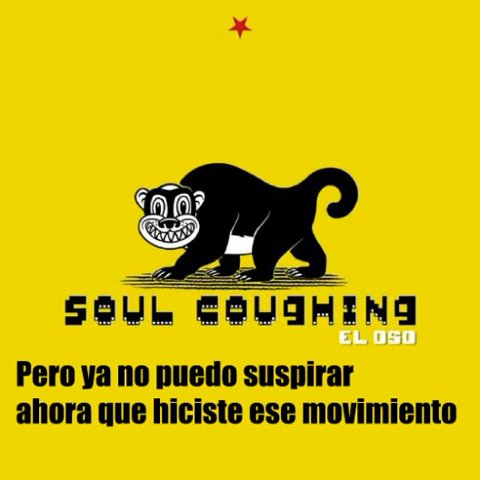 SOUL COUGHING
EL OSO
Pero ya no puedo suspirar
ahora que hiciste ese movimiento